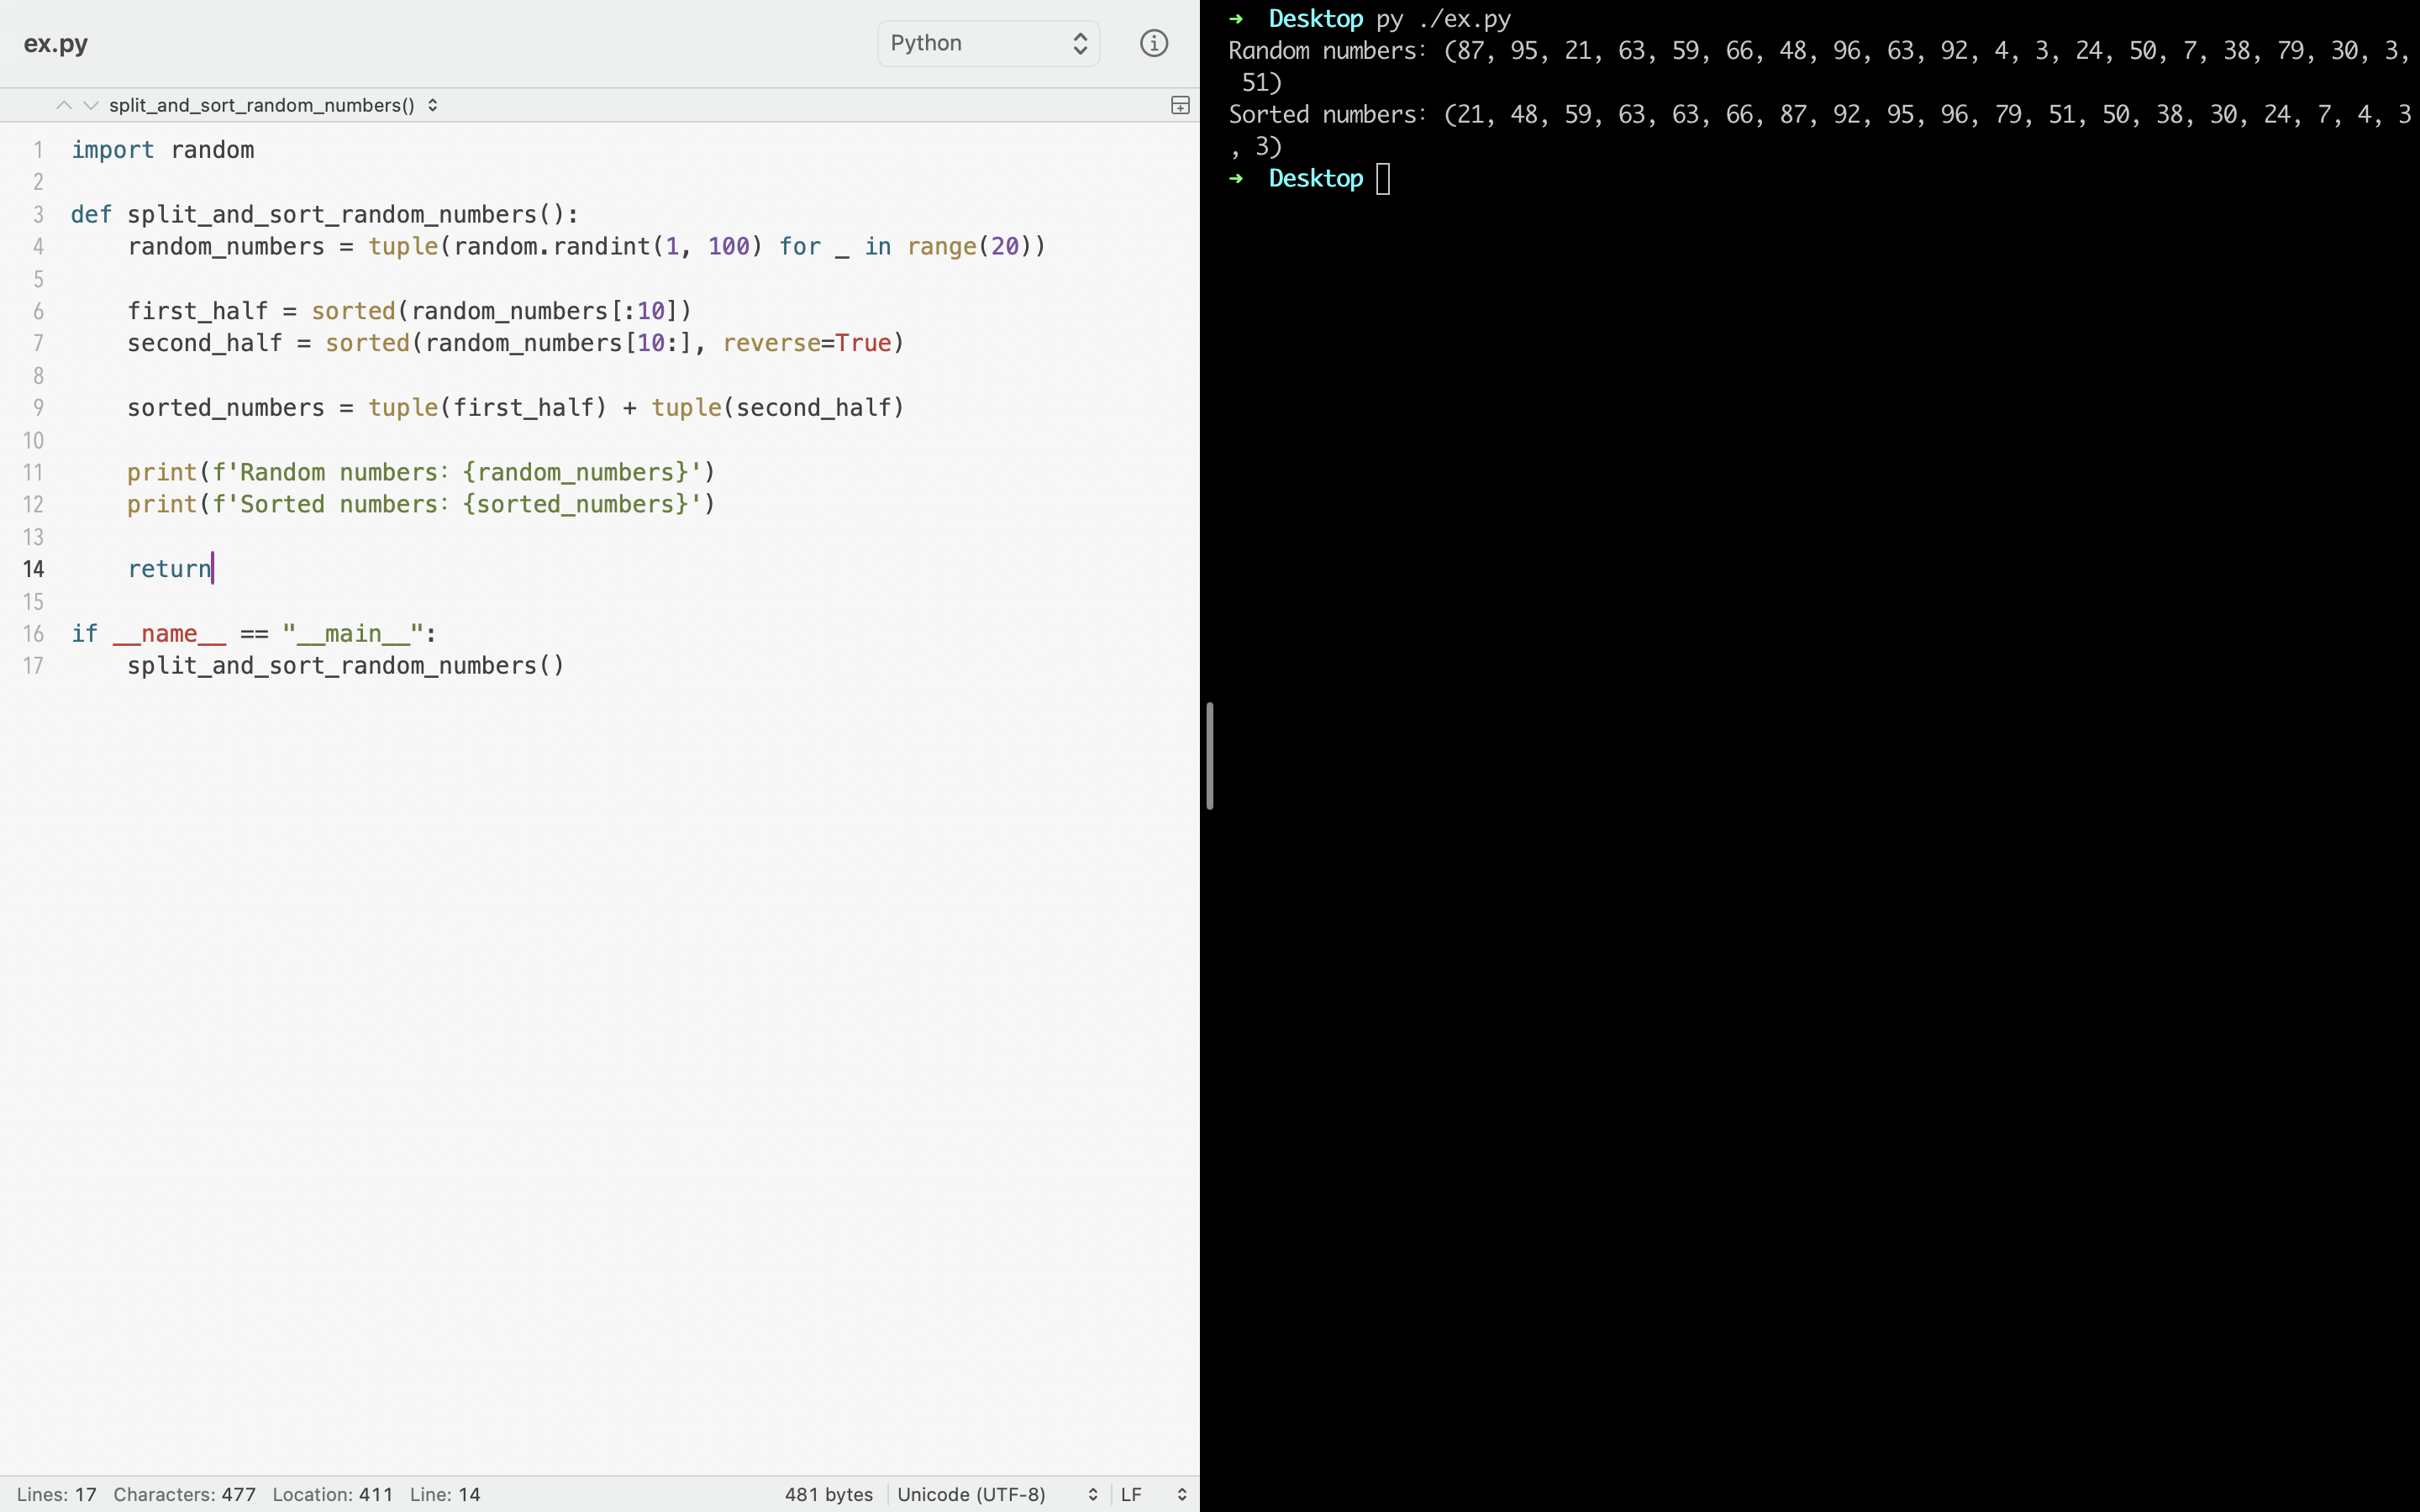 ex.py
Python
split_and_sort_random_numbers()
1 import random
2
3 def split_and_sort_random_numbers():
4     random_numbers = tuple(random.randint(1, 100) for _ in range(20))
5
6     first_half = sorted(random_numbers[:10])
7     second_half = sorted(random_numbers[10:], reverse=True)
8
9     sorted_numbers = tuple(first_half) + tuple(second_half)
10
11     print(f'Random numbers：{random_numbers}')
12     print(f'Sorted numbers：{sorted_numbers}')
13
14     return
15
16 if __name__ == "__main__":
17     split_and_sort_random_numbers()
Lines: 17 Characters: 477 Location: 411 Line: 14 481 bytes Unicode (UTF-8) LF
➜ Desktop py ./ex.py
Random numbers：(87, 95, 21, 63, 59, 66, 48, 96, 63, 92, 4, 3, 24, 50, 7, 38, 79, 30, 3,
51)
Sorted numbers：(21, 48, 59, 63, 63, 66, 87, 92, 95, 96, 79, 51, 50, 38, 30, 24, 7, 4, 3
, 3)
➜ Desktop